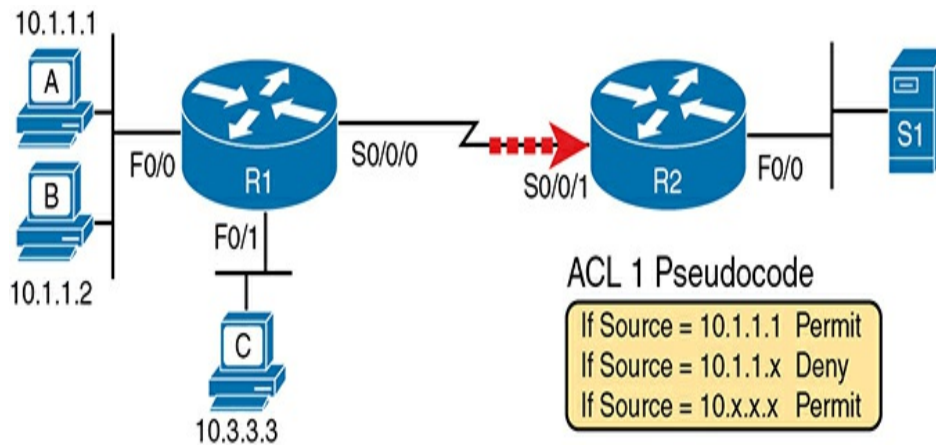 10.1.1.1
A
B
10.1.1.2
F0/0
R1
S0/0/0
F0/1
C
10.3.3.3
S0/0/1
R2
F0/0
S1
ACL 1 Pseudocode
If Source = 10.1.1.1 Permit
If Source = 10.1.1.x Deny
If Source = 10.x.x.x Permit